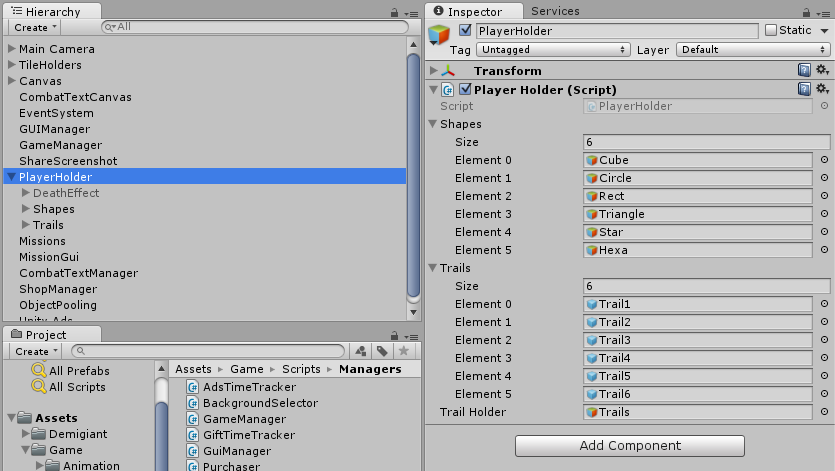 Hierarchy
Create
All
Main Camera
TileHolders
Canvas
CombatTextCanvas
EventSystem
GUIManager
GameManager
ShareScreenshot
PlayerHolder
DeathEffect
Shapes
Trails
Missions
MissionGui
CombatTextManager
ShopManager
ObjectPooling
Unity Ads
Project
Create
All Prefabs
All Scripts
Assets
Demigiant
Game
Animation
Assets Game Scripts Managers
AdsTimeTracker
BackgroundSelector
GameManager
GiftTimeTracker
GuiManager
Purchaser
Inspector Services
PlayerHolder Static
Tag Untagged Layer Default
Transform
Player Holder (Script)
Script PlayerHolder
Shapes
Size 6
Element 0 Cube
Element 1 Circle
Element 2 Rect
Element 3 Triangle
Element 4 Star
Element 5 Hexa
Trails
Size 6
Element 0 Trail1
Element 1 Trail2
Element 2 Trail3
Element 3 Trail4
Element 4 Trail5
Element 5 Trail6
Trail Holder Trails
Add Component